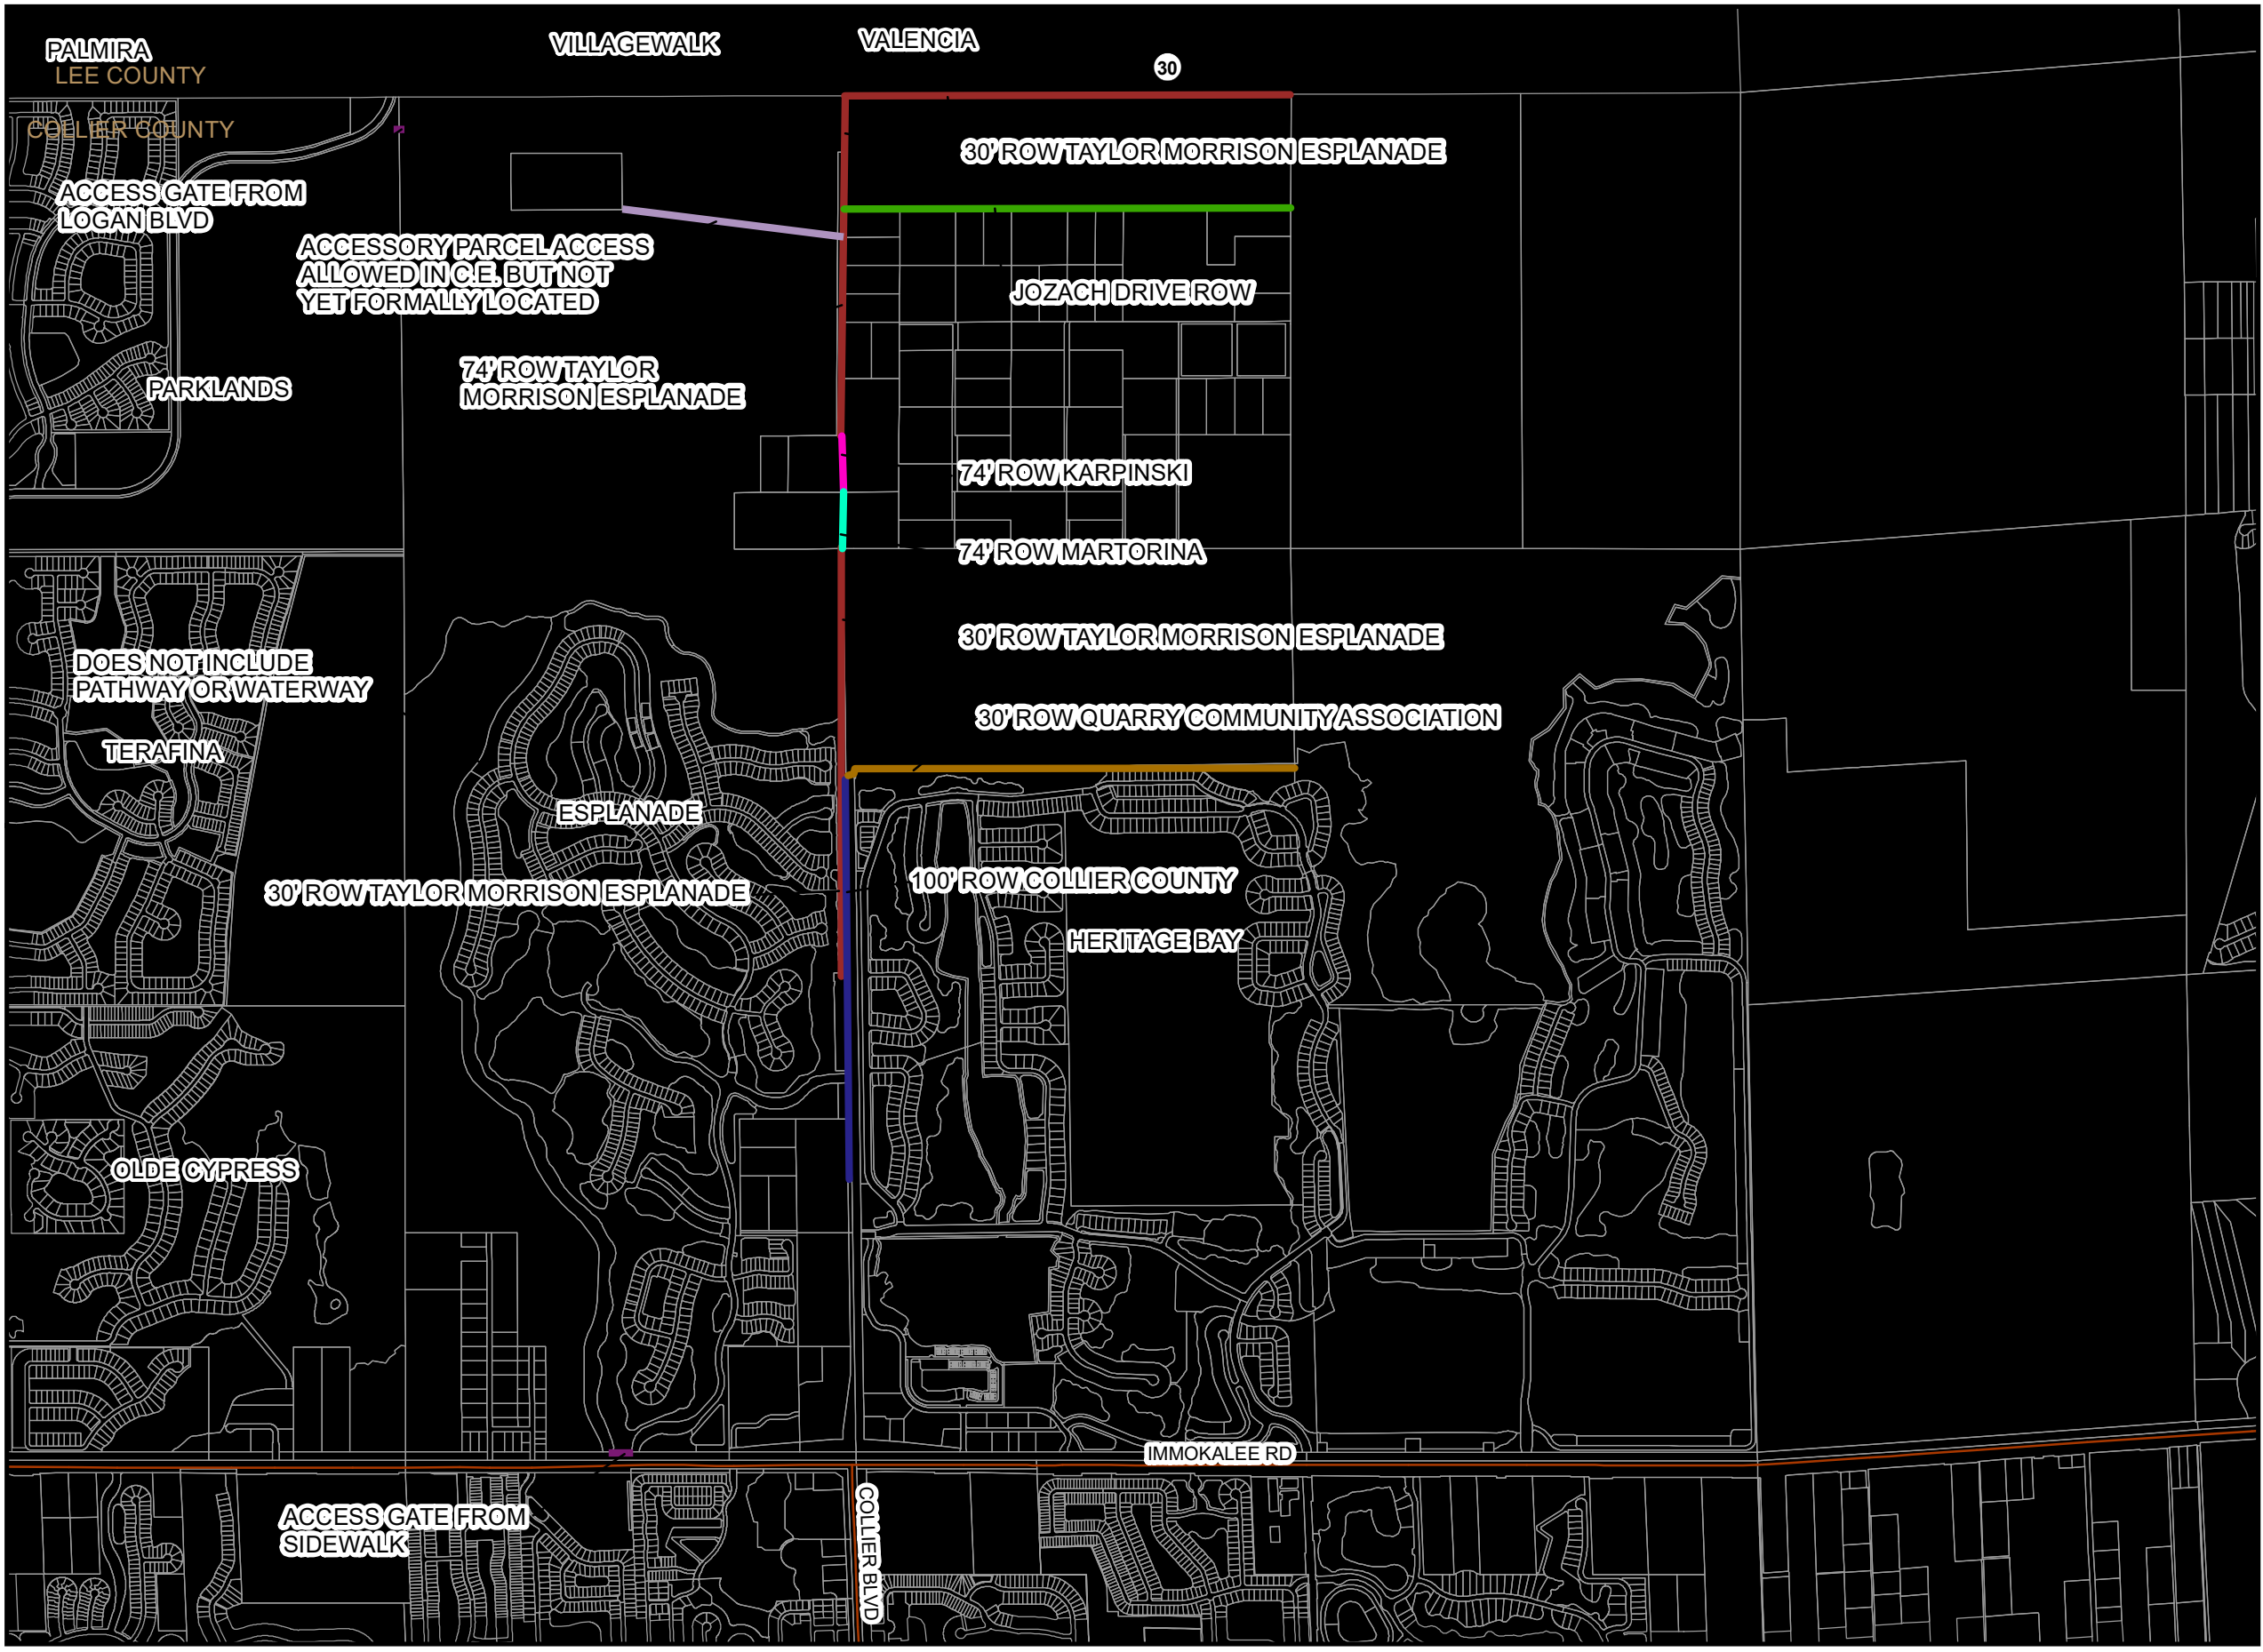 PALMIRA
LEE COUNTY
VILLAGEWALK
VALENCIA
30
COLLIER COUNTY
30' ROW TAYLOR MORRISON ESPLANADE
ACCESS GATE FROM
LOGAN BLVD
ACCESSORY PARCEL ACCESS
ALLOWED IN C.E. BUT NOT
YET FORMALLY LOCATED
JOZACH DRIVE ROW
74' ROW TAYLOR
MORRISON ESPLANADE
PARKLANDS
74' ROW KARPINSKI
74' ROW MARTORINA
30' ROW TAYLOR MORRISON ESPLANADE
DOES NOT INCLUDE
PATHWAY OR WATERWAY
30' ROW QUARRY COMMUNITY ASSOCIATION
TERAFINA
ESPLANADE
100' ROW COLLIER COUNTY
30' ROW TAYLOR MORRISON ESPLANADE
HERITAGE BAY
OLDE CYPRESS
IMMOKALEE RD
COLLIER BLVD
ACCESS GATE FROM
SIDEWALK